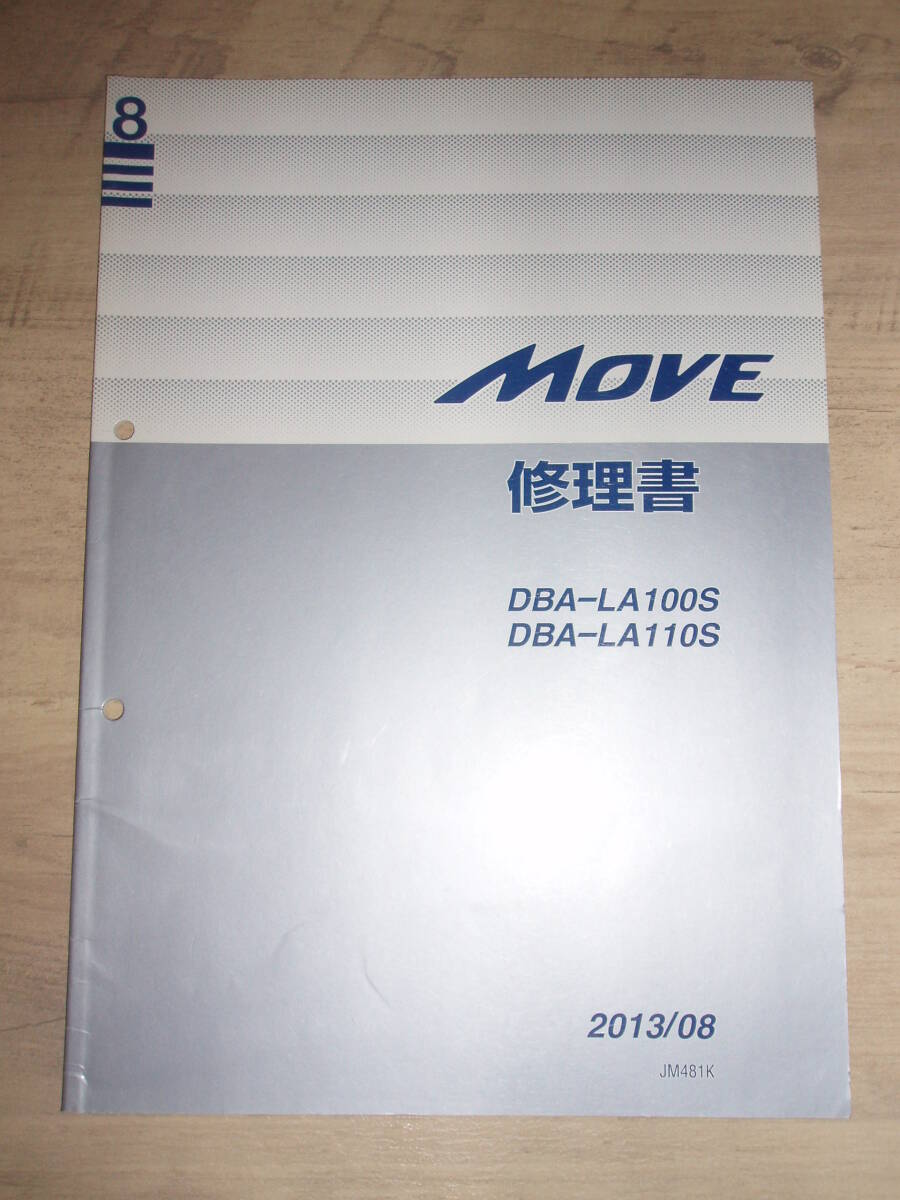 8
MOVE
修理書
DBA-LA100S
DBA-LA110S
2013/08
JM481K